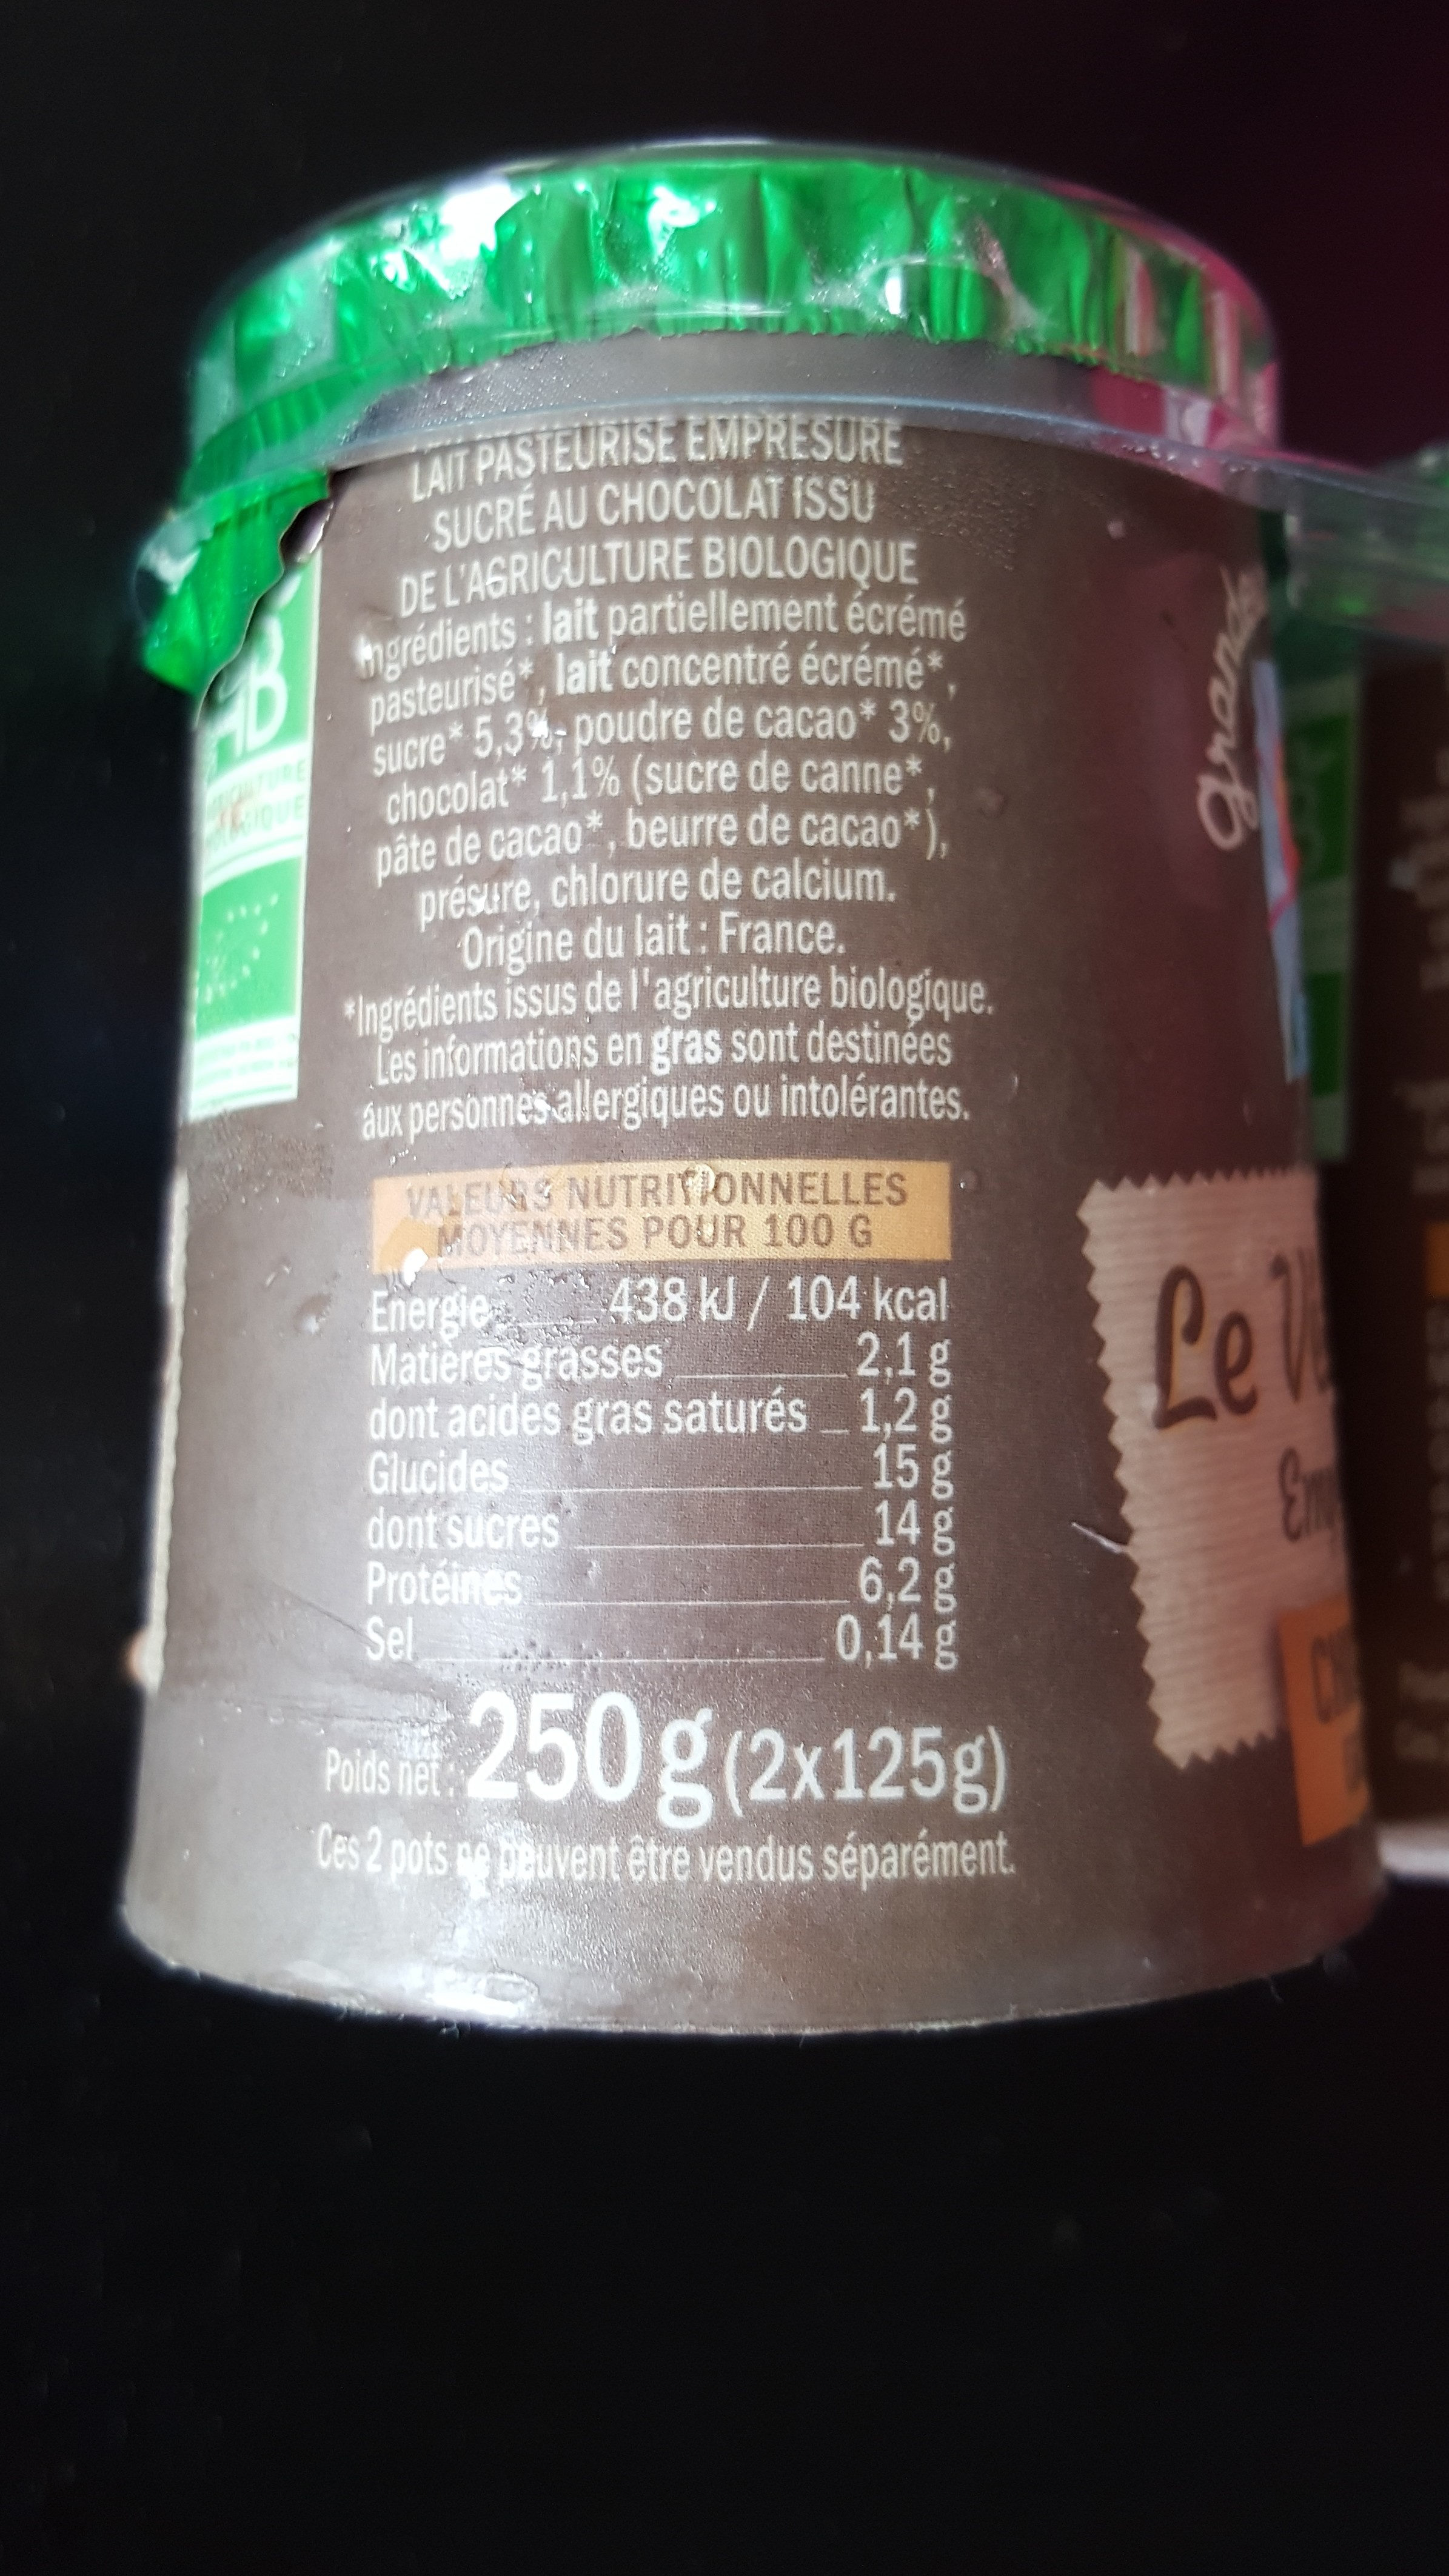 LAIT PASTEURISÉ EMPRÉSURÉ
SUCRÉ AU CHOCOLAT ISSU
DE L'AGRICULTURE BIOLOGIQUE
Ingrédients : lait partiellement écrémé
pasteurisé*, lait concentré écrémé*,
sucre* 5,3%, poudre de cacao* 3%,
chocolat* 1,1% (sucre de canne*,
pâte de cacao*, beurre de cacao*),
présure, chlorure de calcium.
Origine du lait : France.
*Ingrédients issus de l'agriculture biologique.
Les informations en gras sont destinées
aux personnes allergiques ou intolérantes.
VALEURS NUTRITIONNELLES
MOYENNES POUR 100 G
Energie 438 kJ / 104 kcal
Matières grasses 2,1 g
dont acides gras saturés 1,2 g
Glucides 15 g
dont sucres 14 g
Protéines 6,2 g
Sel 0,14 g
Poids net : 250 g (2x125g)
Ces 2 pots ne peuvent être vendus séparément.
AB
AGRICULTURE
BIOLOGIQUE
grand
Le